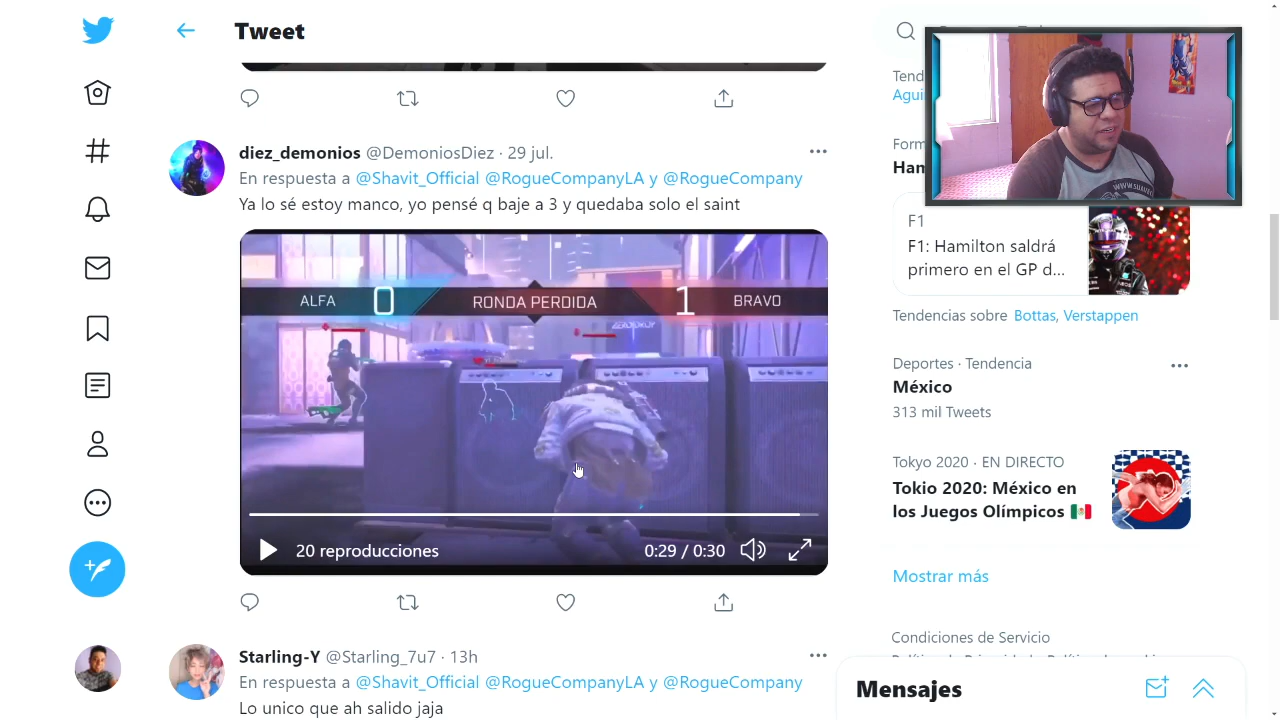 Tweet
diez_demonios @DemoniosDiez · 29 jul.
En respuesta a @Shavit_Official @RogueCompanyLA y @RogueCompany
Ya lo sé estoy manco, yo pensé q baje a 3 y quedaba solo el saint
ALFA 0 RONDA PERDIDA 1 BRAVO
20 reproducciones
0:29 / 0:30
Starling-Y @Starling_7u7 · 13h
En respuesta a @Shavit_Official @RogueCompanyLA y @RogueCompany
Lo unico que ah salido jaja
F1
F1: Hamilton saldrá
primero en el GP d...
Tendencias sobre Bottas, Verstappen
Deportes · Tendencia
México
313 mil Tweets
Tokyo 2020 · EN DIRECTO
Tokio 2020: México en
los Juegos Olímpicos
Mostrar más
Condiciones de Servicio
Mensajes